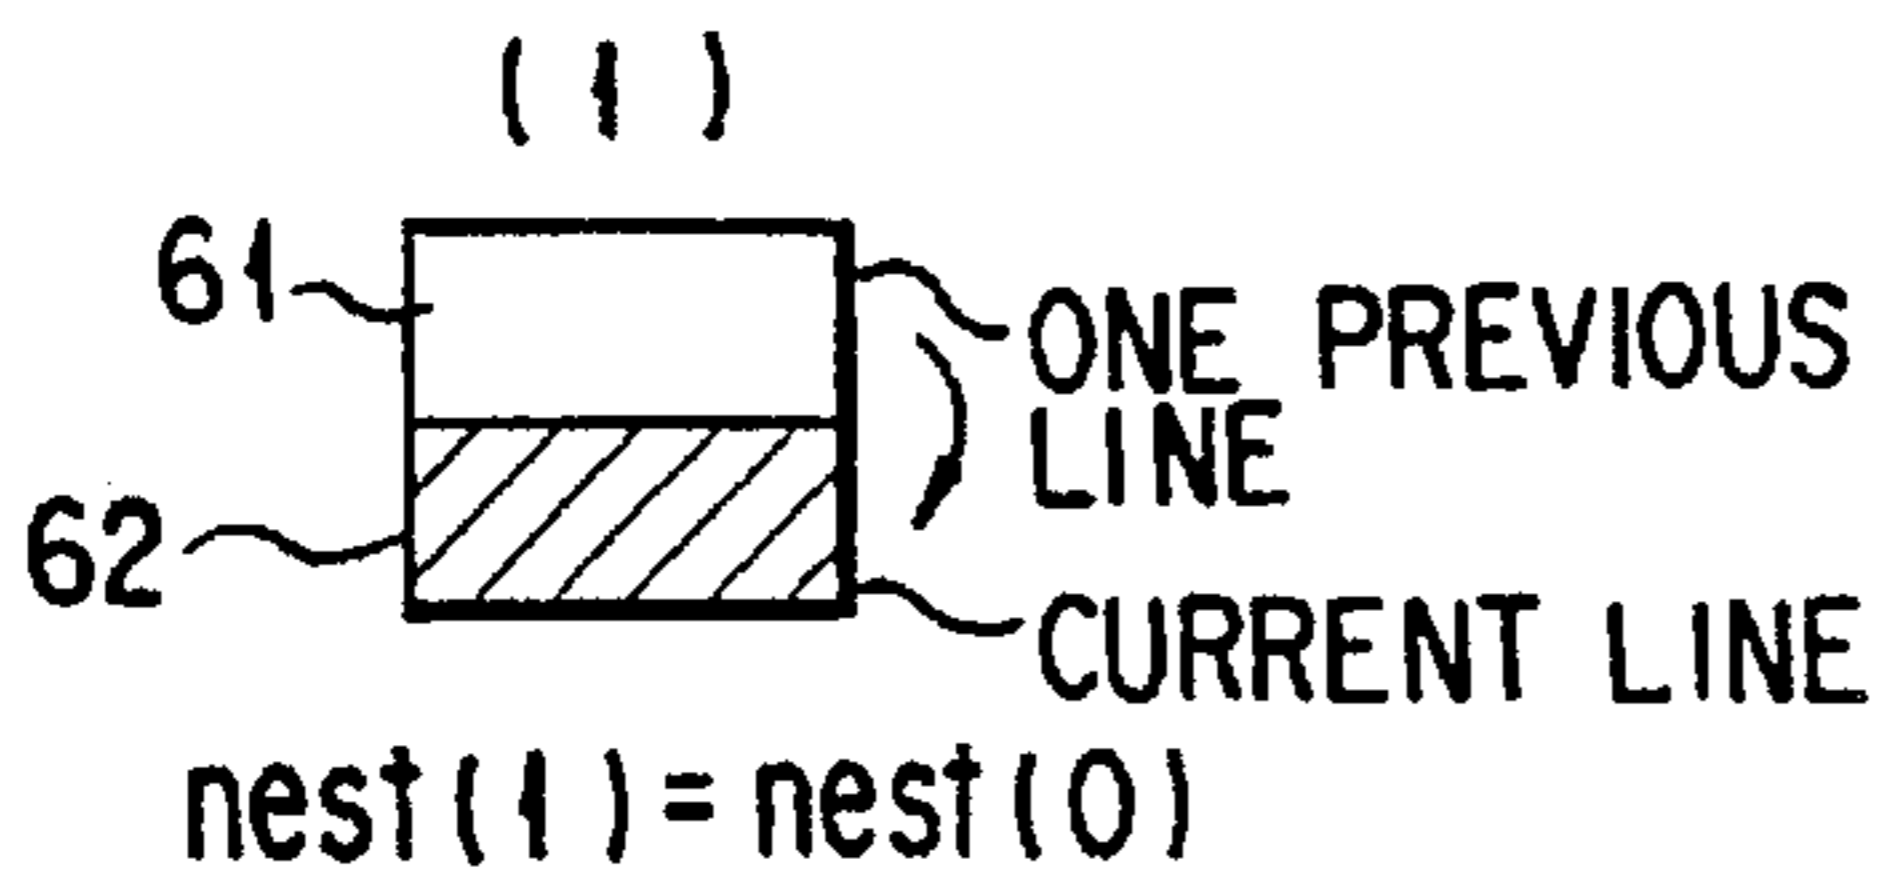 (1)
61
ONE PREVIOUS
LINE
62
CURRENT LINE
nest(1)=nest(0)